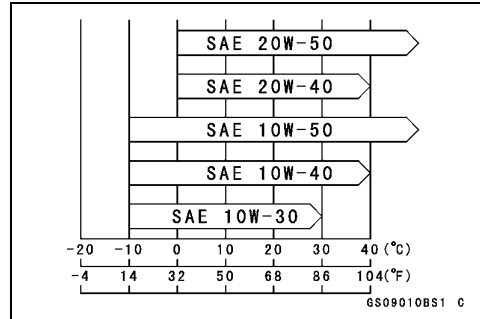 SAE 20W-50
SAE 20W-40
SAE 10W-50
SAE 10W-40
SAE 10W-30
-20 -10 0 10 20 30 40 (°C)
-4 14 32 50 68 86 104(°F)
GS09010BS1 C